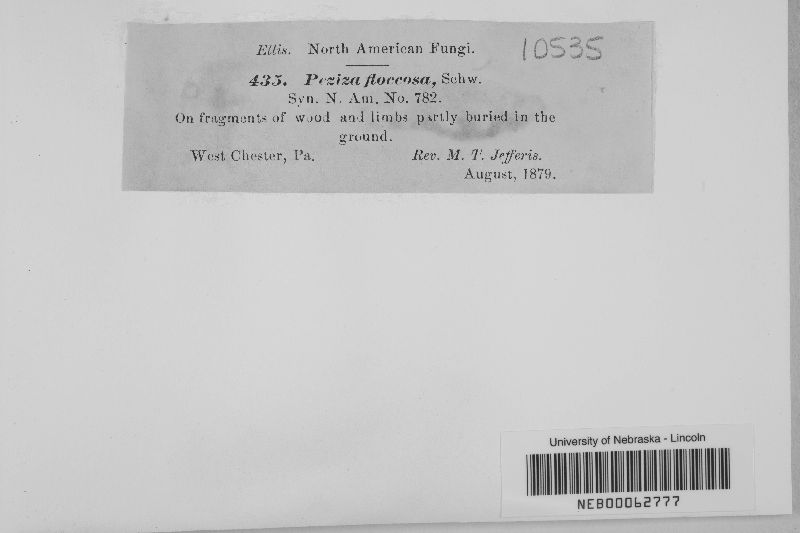 Ellis. North American Fungi.
10535
435. Peziza floccosa, Schw.
Syn. N. Am. No. 782.
On fragments of wood and limbs partly buried in the
ground.
West Chester, Pa. Rev. M. T. Jefferis.
August, 1879.
University of Nebraska - Lincoln
NEB00062777